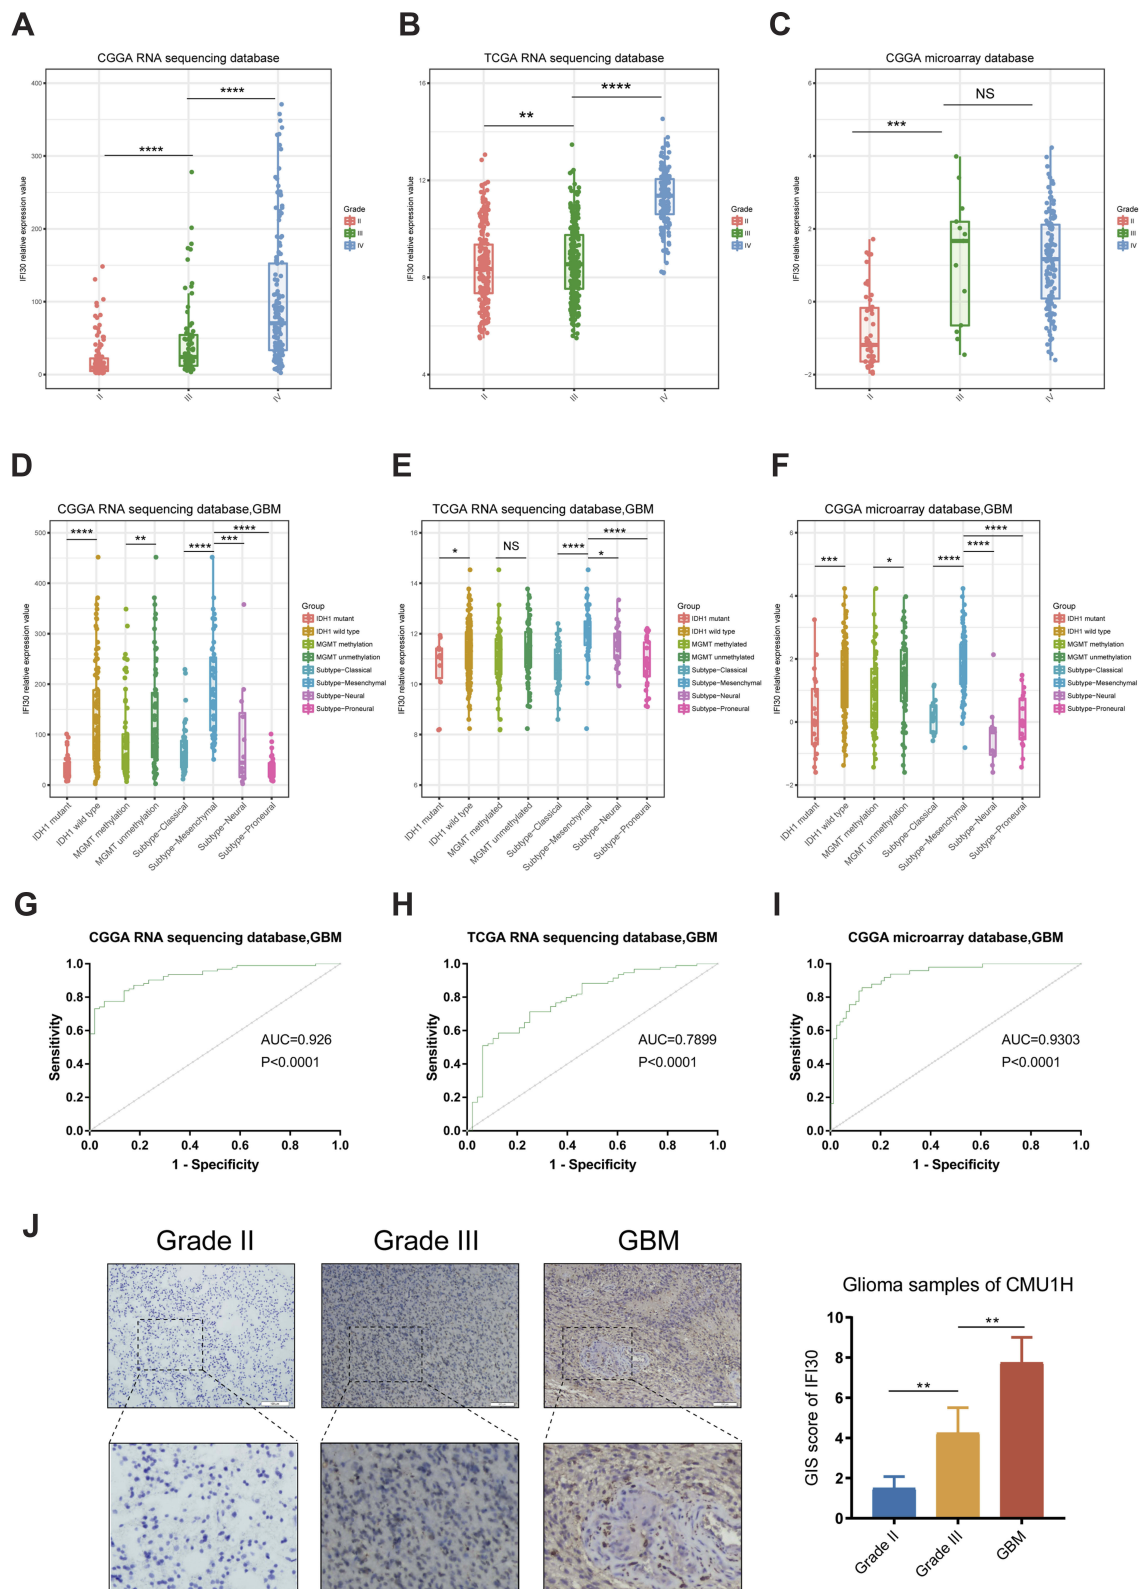 A
B
C
CGGA RNA sequencing database
TCGA RNA sequencing database
CGGA microarray database
IFI30 relative expression value
400
300
200
100
0
****
****
II
III
IV
Grade
II
III
IV
IFI30 relative expression value
16
12
8
4
**
****
II
III
IV
Grade
II
III
IV
IFI30 relative expression value
6
4
2
0
−2
***
NS
II
III
IV
Grade
II
III
IV
D
E
F
CGGA RNA sequencing database,GBM
TCGA RNA sequencing database,GBM
CGGA microarray database,GBM
IFI30 relative expression value
500
400
300
200
100
0
****
**
****
***
****
IDH1 mutant
IDH1 wild type
MGMT methylation
MGMT unmethylation
Subtype−Classical
Subtype−Mesenchymal
Subtype−Neural
Subtype−Proneural
Group
IDH1 mutant
IDH1 wild type
MGMT methylation
MGMT unmethylation
Subtype−Classical
Subtype−Mesenchymal
Subtype−Neural
Subtype−Proneural
IFI30 relative expression value
16
14
12
10
8
6
*
NS
****
*
****
IDH1 mutant
IDH1 wild type
MGMT methylated
MGMT unmethylated
Subtype−Classical
Subtype−Mesenchymal
Subtype−Neural
Subtype−Proneural
Group
IDH1 mutant
IDH1 wild type
MGMT methylated
MGMT unmethylated
Subtype−Classical
Subtype−Mesenchymal
Subtype−Neural
Subtype−Proneural
IFI30 relative expression value
6
4
2
0
−2
***
*
****
****
****
IDH1 mutant
IDH1 wild type
MGMT methylation
MGMT unmethylation
Subtype−Classical
Subtype−Mesenchymal
Subtype−Neural
Subtype−Proneural
Group
IDH1 mutant
IDH1 wild type
MGMT methylation
MGMT unmethylation
Subtype−Classical
Subtype−Mesenchymal
Subtype−Neural
Subtype−Proneural
G
H
I
CGGA RNA sequencing database,GBM
TCGA RNA sequencing database,GBM
CGGA microarray database,GBM
Sensitivity
1.0
0.8
0.6
0.4
0.2
0.0
AUC=0.926
P<0.0001
0.0 0.2 0.4 0.6 0.8 1.0
1 - Specificity
Sensitivity
1.0
0.8
0.6
0.4
0.2
0.0
AUC=0.7899
P<0.0001
0.0 0.2 0.4 0.6 0.8 1.0
1 - Specificity
Sensitivity
1.0
0.8
0.6
0.4
0.2
0.0
AUC=0.9303
P<0.0001
0.0 0.2 0.4 0.6 0.8 1.0
1 - Specificity
J
Grade II
Grade III
GBM
Glioma samples of CMU1H
GIS score of IFI30
10
8
6
4
2
0
**
**
Grade II
Grade III
GBM